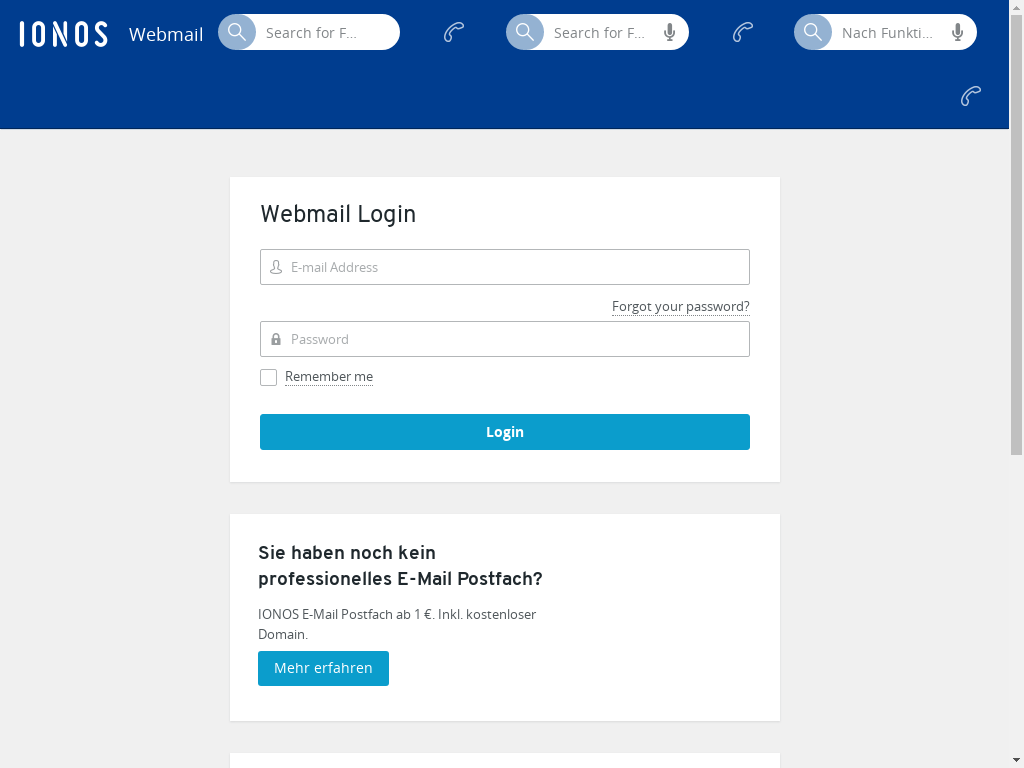 IONOS Webmail Search for F... Search for F... Nach Funkti...
Webmail Login
E-mail Address
Forgot your password?
Password
Remember me
Login
Sie haben noch kein
professionelles E-Mail Postfach?
IONOS E-Mail Postfach ab 1 €. Inkl. kostenloser
Domain.
Mehr erfahren